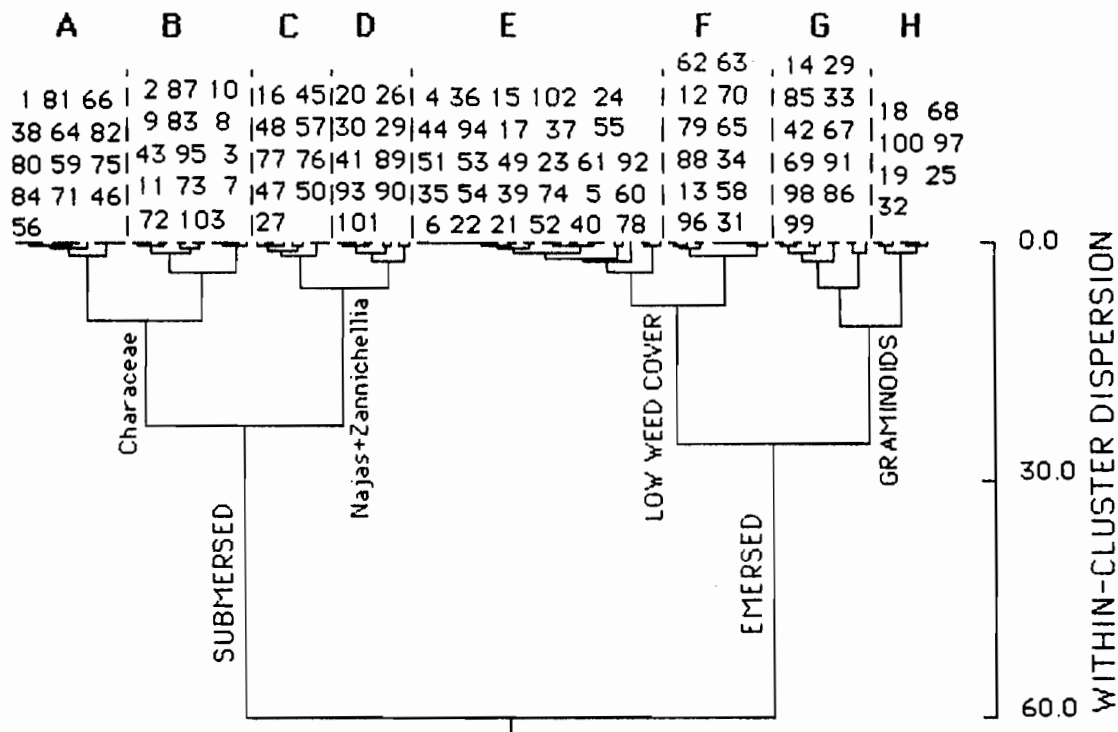 A B C D E F G H
62 63 14 29
1 81 66 2 87 10 16 45 20 26 4 36 15 102 24 12 70 85 33 18 68
38 64 82 9 83 8 48 57 30 29 44 94 17 37 55 79 65 42 67 100 97
80 59 75 43 95 3 77 76 41 89 51 53 49 23 61 92 88 34 69 91 19 25
84 71 46 11 73 7 47 50 93 90 35 54 39 74 5 60 13 58 98 86 32
56 72 103 27 101 6 22 21 52 40 78 96 31 99
0.0
Characeae
Najas+Zannichellia
LOW WEED COVER
GRAMINOIDS
30.0
SUBMERSED
EMERSED
60.0
WITHIN-CLUSTER DISPERSION